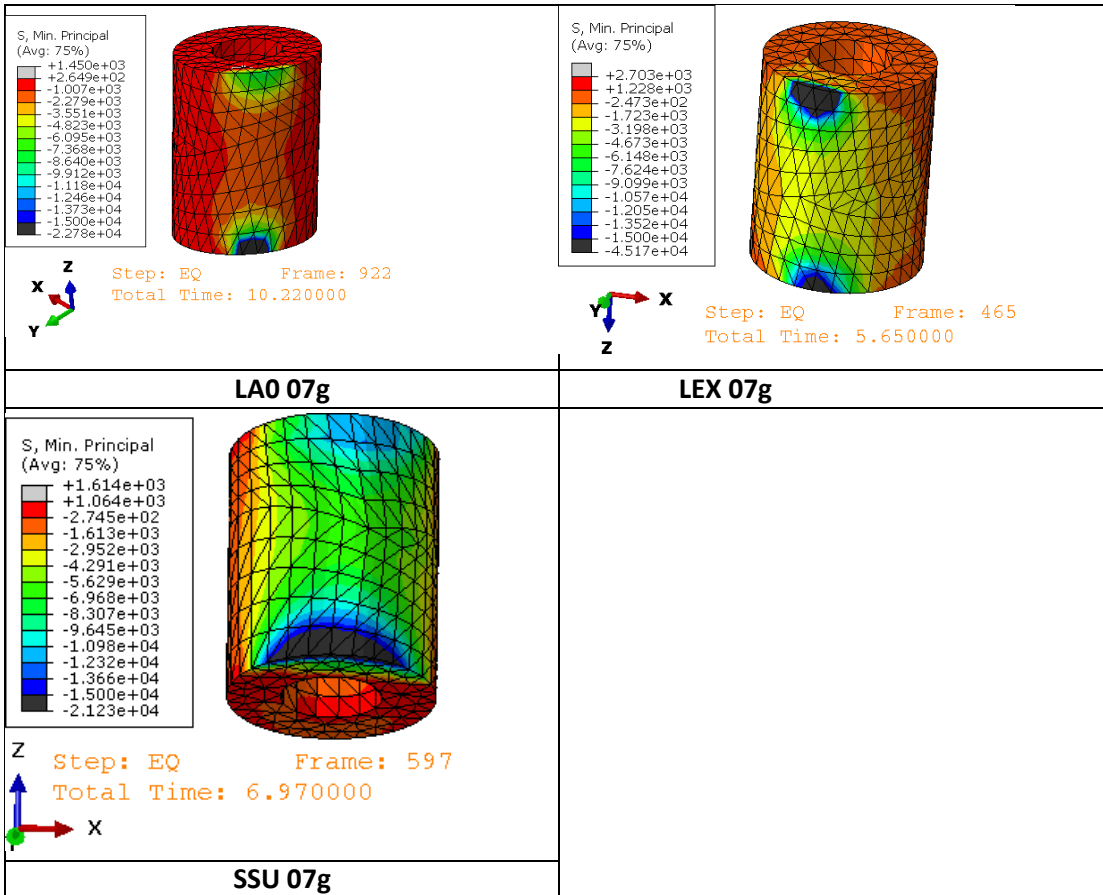 S, Min. Principal
(Avg: 75%)
+1.450e+03
+2.649e+02
-1.007e+03
-2.279e+03
-3.551e+03
-4.823e+03
-6.095e+03
-7.368e+03
-8.640e+03
-9.912e+03
-1.118e+04
-1.246e+04
-1.373e+04
-1.500e+04
-2.278e+04
Z
X
Y
Step: EQ Frame: 922
Total Time: 10.220000
S, Min. Principal
(Avg: 75%)
+2.703e+03
+1.228e+03
-2.473e+02
-1.723e+03
-3.198e+03
-4.673e+03
-6.148e+03
-7.624e+03
-9.099e+03
-1.057e+04
-1.205e+04
-1.352e+04
-1.500e+04
-4.517e+04
Y
X
Z
Step: EQ Frame: 465
Total Time: 5.650000
LA0 07g
LEX 07g
S, Min. Principal
(Avg: 75%)
+1.614e+03
+1.064e+03
-2.745e+02
-1.613e+03
-2.952e+03
-4.291e+03
-5.629e+03
-6.968e+03
-8.307e+03
-9.645e+03
-1.098e+04
-1.232e+04
-1.366e+04
-1.500e+04
-2.123e+04
Z
X
Step: EQ Frame: 597
Total Time: 6.970000
SSU 07g